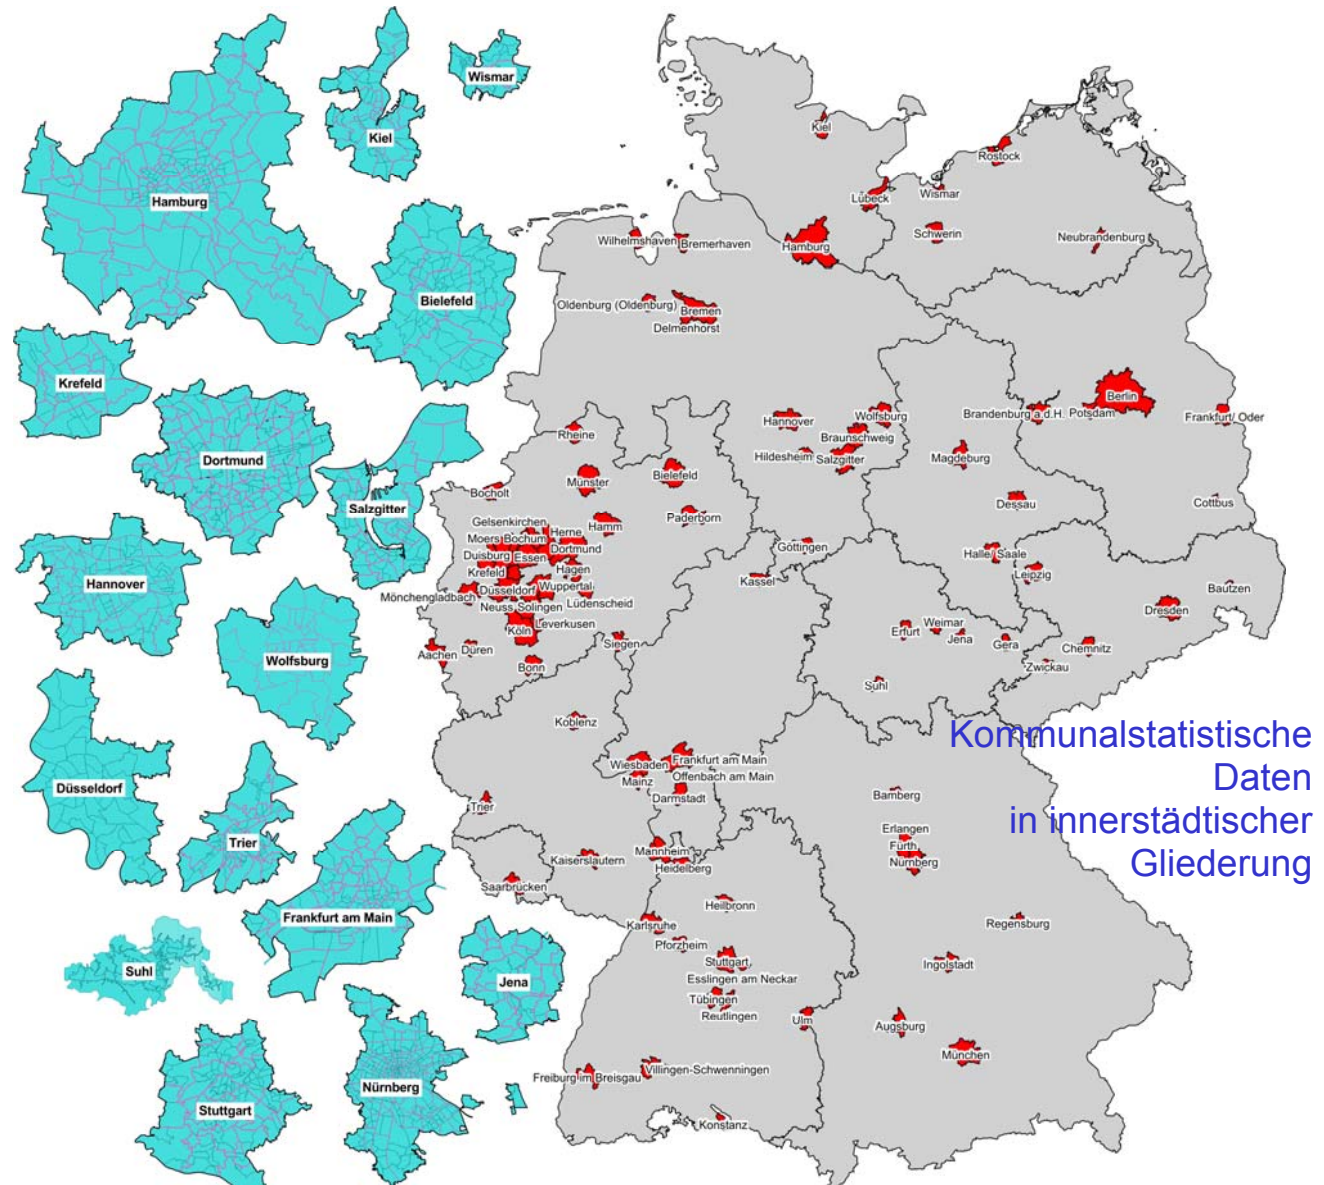 Hamburg
Kiel
Wismar
Bielefeld
Krefeld
Dortmund
Salzgitter
Hannover
Wolfsburg
Düsseldorf
Trier
Frankfurt am Main
Suhl
Jena
Stuttgart
Nürnberg
Kiel
Rostock
Lübeck
Wismar
Schwerin
Neubrandenburg
Wilhelmshaven
Bremerhaven
Hamburg
Oldenburg (Oldenburg)
Bremen
Delmenhorst
Berlin
Hannover
Wolfsburg
Brandenburg a.d.H.
Potsdam
Frankfurt/ Oder
Rheine
Braunschweig
Hildesheim
Salzgitter
Magdeburg
Bielefeld
Münster
Bocholt
Paderborn
Dessau
Cottbus
Gelsenkirchen
Hamm
Herne
Moers
Bochum
Dortmund
Duisburg
Essen
Göttingen
Halle/ Saale
Leipzig
Krefeld
Hagen
Kassel
Bautzen
Mönchengladbach
Düsseldorf
Wuppertal
Neuss
Solingen
Lüdenscheid
Dresden
Köln
Leverkusen
Erfurt
Weimar
Jena
Gera
Chemnitz
Zwickau
Aachen
Düren
Siegen
Bonn
Suhl
Koblenz
Kommunalstatistische
Daten
in innerstädtischer
Gliederung
Wiesbaden
Frankfurt am Main
Mainz
Offenbach am Main
Darmstadt
Trier
Bamberg
Erlangen
Fürth
Nürnberg
Kaiserslautern
Mannheim
Heidelberg
Saarbrücken
Heilbronn
Karlsruhe
Regensburg
Pforzheim
Stuttgart
Ingolstadt
Esslingen am Neckar
Tübingen
Reutlingen
Ulm
Augsburg
München
Freiburg im Breisgau
Villingen-Schwenningen
Konstanz